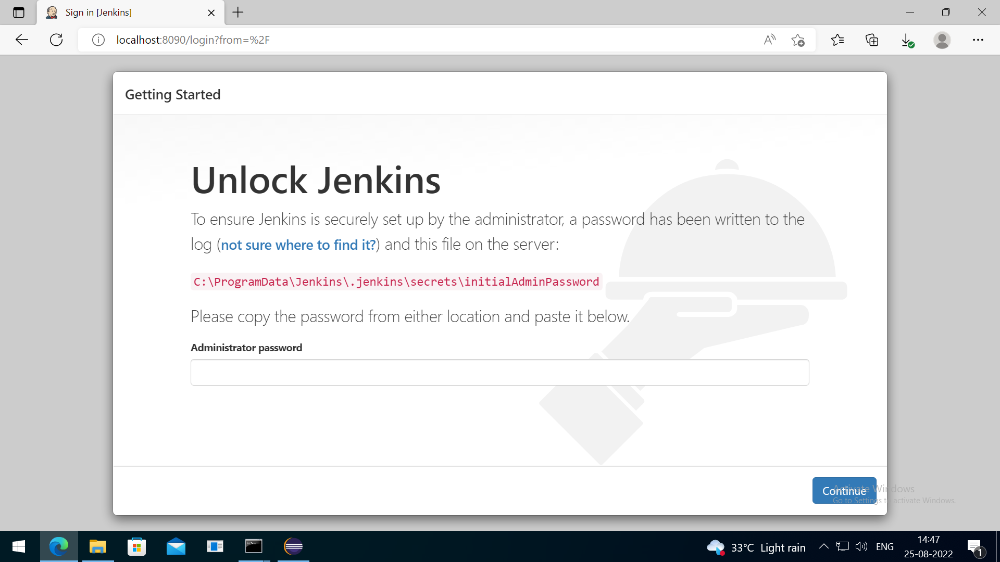 Sign in [Jenkins]
localhost:8090/login?from=%2F
Getting Started
Unlock Jenkins
To ensure Jenkins is securely set up by the administrator, a password has been written to the
log (not sure where to find it?) and this file on the server:
C:\ProgramData\Jenkins\.jenkins\secrets\initialAdminPassword
Please copy the password from either location and paste it below.
Administrator password
Continue
Activate Windows
Go to Settings to activate Windows.
33°C Light rain
ENG
14:47
25-08-2022
1